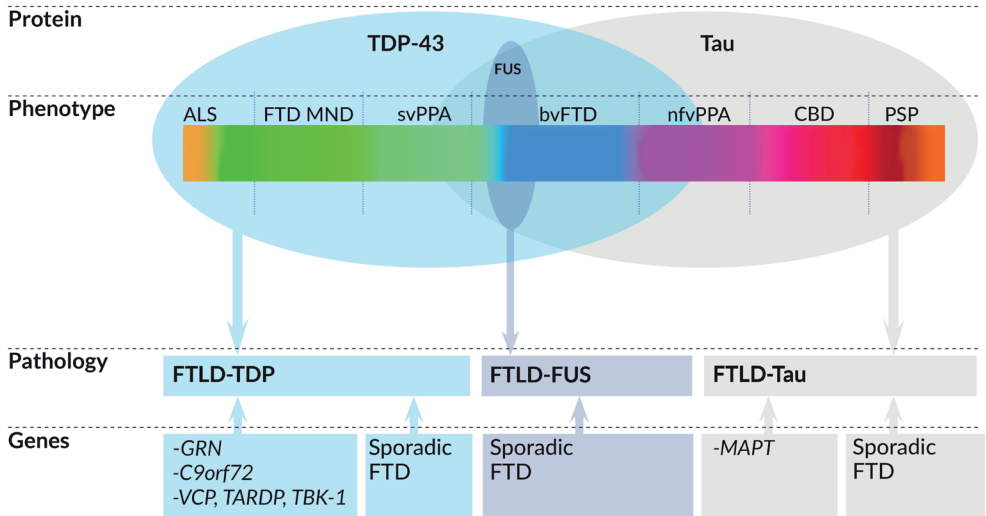 Protein
TDP-43
Tau
FUS
Phenotype
ALS
FTD MND
svPPA
bvFTD
nfvPPA
CBD
PSP
Pathology
FTLD-TDP
FTLD-FUS
FTLD-Tau
Genes
-GRN
-C9orf72
-VCP, TARDP, TBK-1
Sporadic
FTD
Sporadic
FTD
-MAPT
Sporadic
FTD